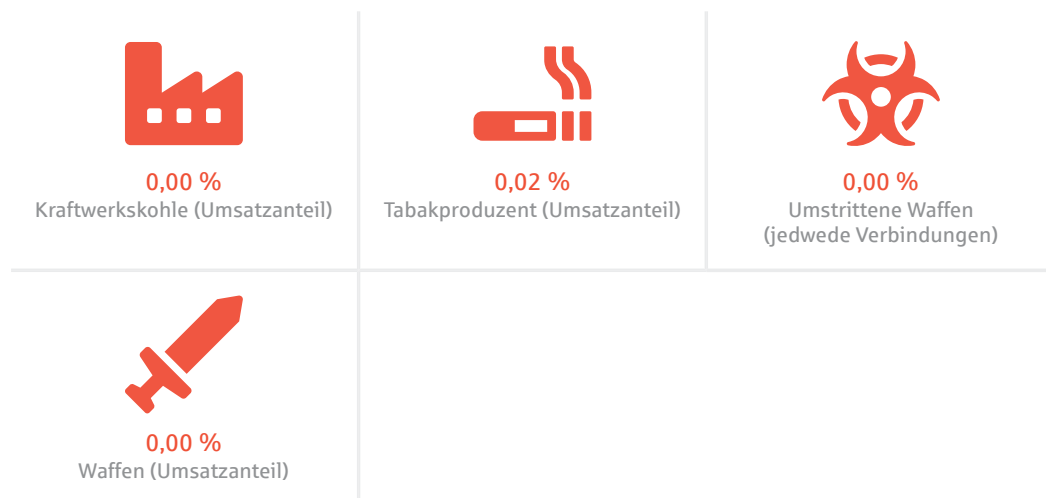 0,00 %
Kraftwerkskohle (Umsatzanteil)
0,02 %
Tabakproduzent (Umsatzanteil)
0,00 %
Umstrittene Waffen
(jedwede Verbindungen)
0,00 %
Waffen (Umsatzanteil)